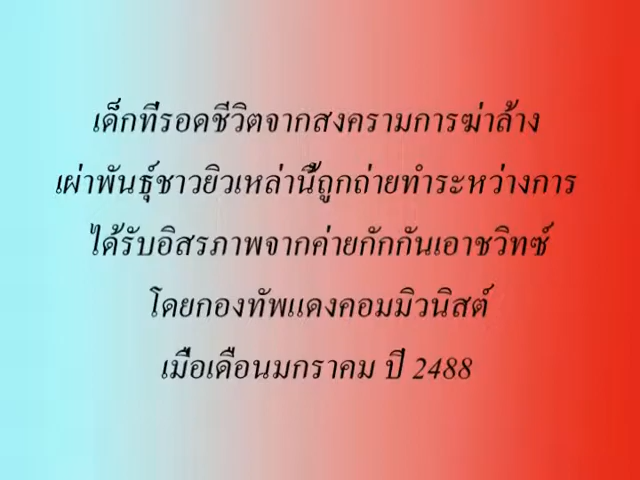 เด็กที่รอดชีวิตจากสงครามการฆ่าล้าง
เผ่าพันธุ์ชาวยิวเหล่านี้ถูกถ่ายทำระหว่างการ
ได้รับอิสรภาพจากค่ายกักกันเอาชวิทซ์
โดยกองทัพแดงคอมมิวนิสต์
เมื่อเดือนมกราคม ปี 2488